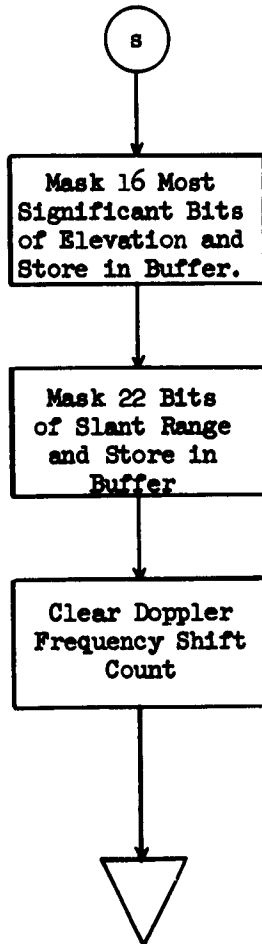 s
Mask 16 Most
Significant Bits
of Elevation and
Store in Buffer.
Mask 22 Bits
of Slant Range
and Store in
Buffer
Clear Doppler
Frequency Shift
Count